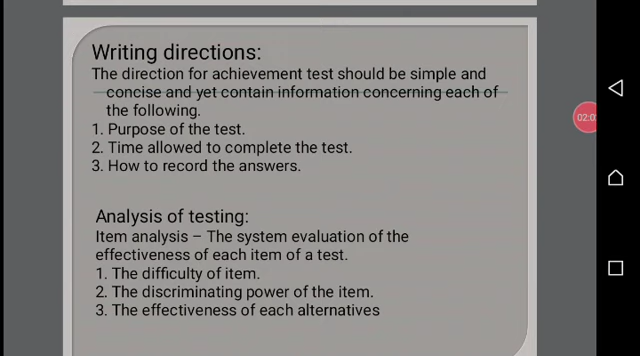 Writing directions:
The direction for achievement test should be simple and
concise and yet contain information concerning each of
the following.
1. Purpose of the test.
2. Time allowed to complete the test.
3. How to record the answers.
Analysis of testing:
Item analysis – The system evaluation of the
effectiveness of each item of a test.
1. The difficulty of item.
2. The discriminating power of the item.
3. The effectiveness of each alternatives